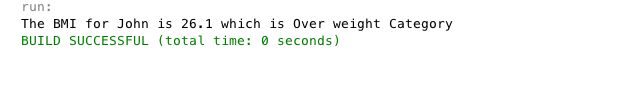 run:
The BMI for John is 26.1 which is Over weight Category
BUILD SUCCESSFUL (total time: 0 seconds)